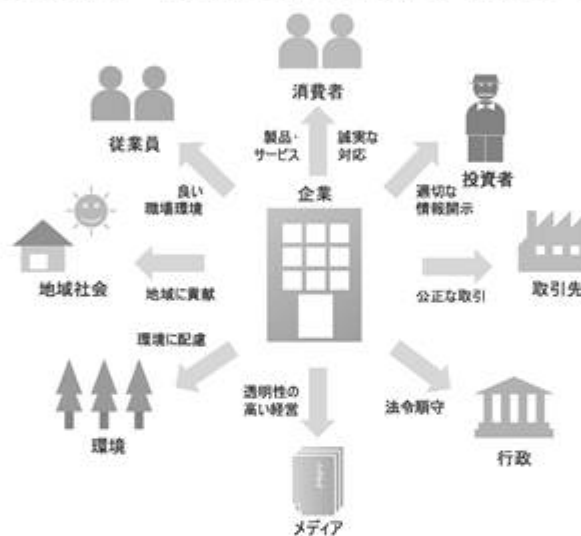 消費者
従業員
製品・
サービス
誠実な
対応
投資者
良い
職場環境
企業
適切な
情報開示
地域社会
地域に貢献
公正な取引
取引先
環境に配慮
透明性の
高い経営
法令順守
環境
行政
メディア